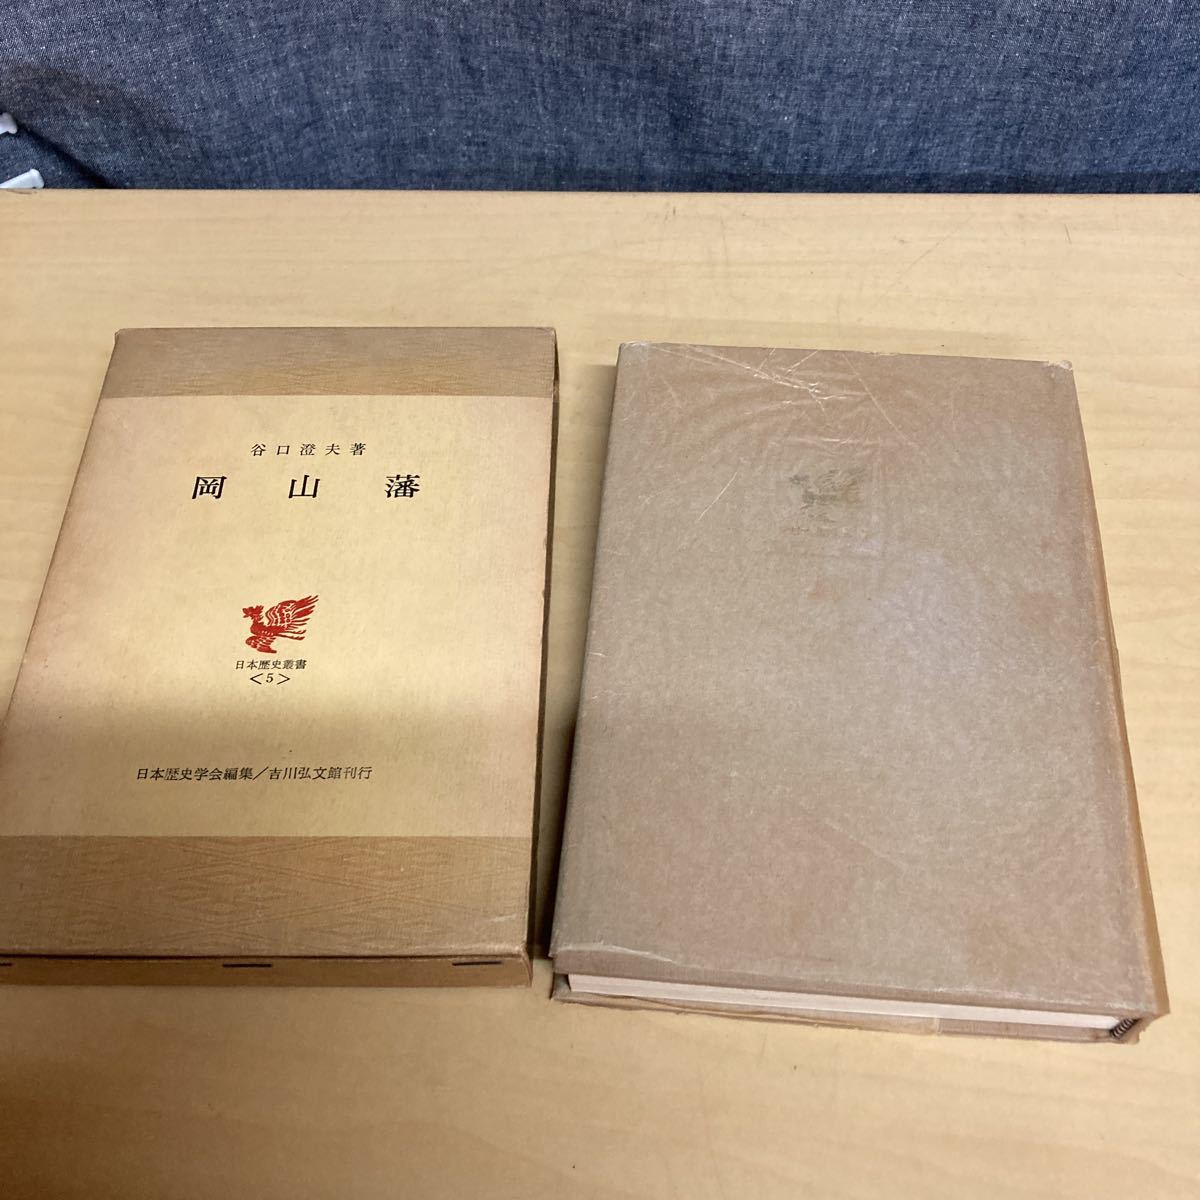 谷口澄夫著
岡山藩
日本歴史叢書
<5>
日本歴史学会編集/吉川弘文館刊行